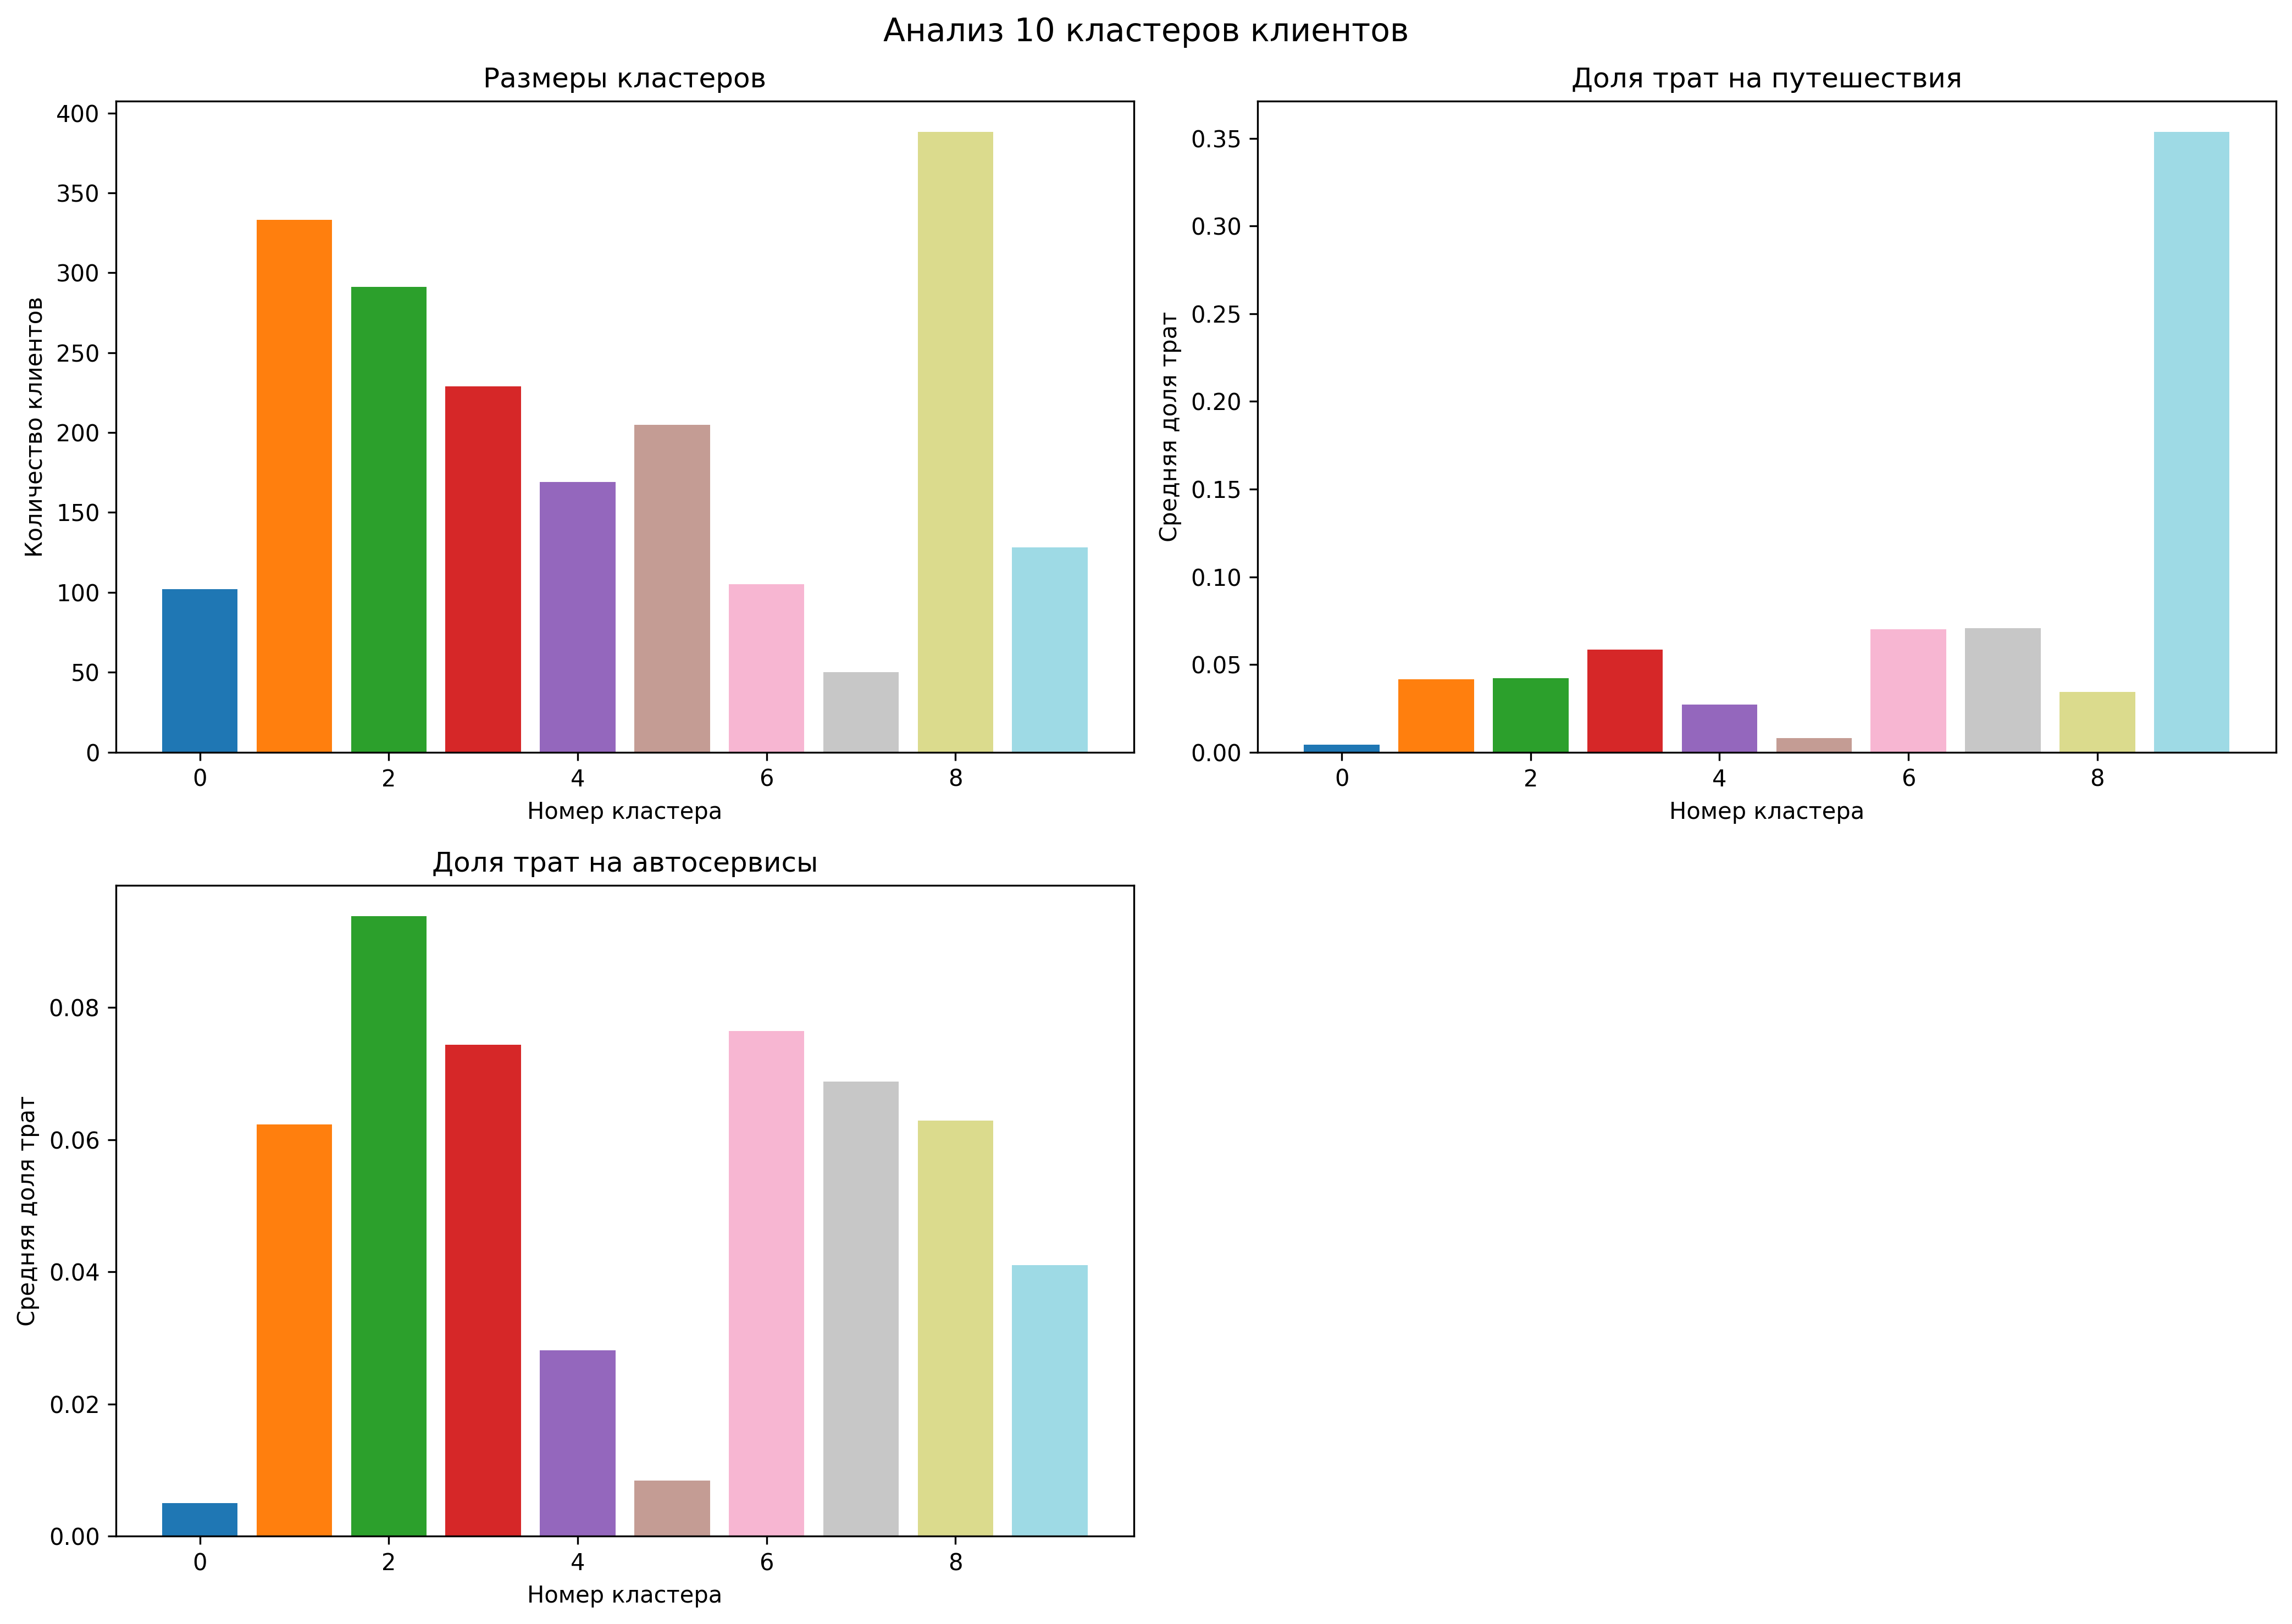 Анализ 10 кластеров клиентов
Размеры кластеров
400
350
300
250
200
150
100
50
0
Количество клиентов
0 2 4 6 8
Номер кластера
Доля трат на путешествия
0.35
0.30
0.25
0.20
0.15
0.10
0.05
0.00
Средняя доля трат
0 2 4 6 8
Номер кластера
Доля трат на автосервисы
0.08
0.06
0.04
0.02
0.00
Средняя доля трат
0 2 4 6 8
Номер кластера